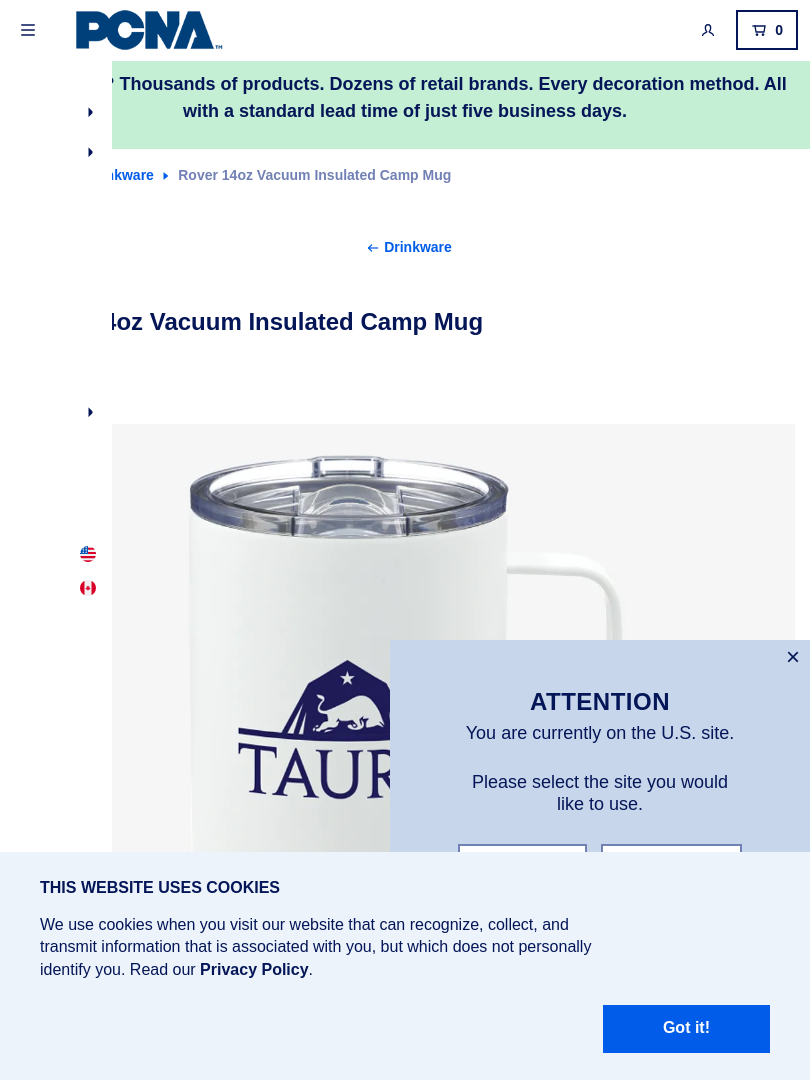 PCNA
0
Thousands of products. Dozens of retail brands. Every decoration method. All
with a standard lead time of just five business days.
Rover 14oz Vacuum Insulated Camp Mug
Drinkware
Vacuum Insulated Camp Mug
ATTENTION
You are currently on the U.S. site.
Please select the site you would
like to use.
THIS WEBSITE USES COOKIES
We use cookies when you visit our website that can recognize, collect, and
transmit information that is associated with you, but which does not personally
identify you. Read our Privacy Policy.
Got it!